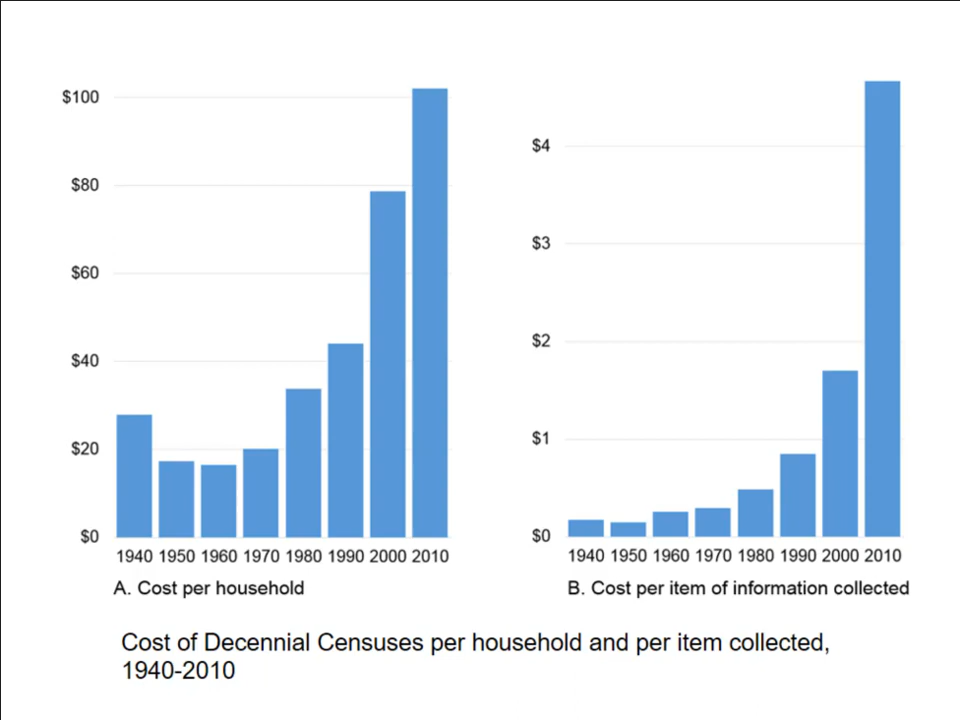 $100
$80
$60
$40
$20
$0
1940 1950 1960 1970 1980 1990 2000 2010
A. Cost per household
$4
$3
$2
$1
$0
1940 1950 1960 1970 1980 1990 2000 2010
B. Cost per item of information collected
Cost of Decennial Censuses per household and per item collected,
1940-2010